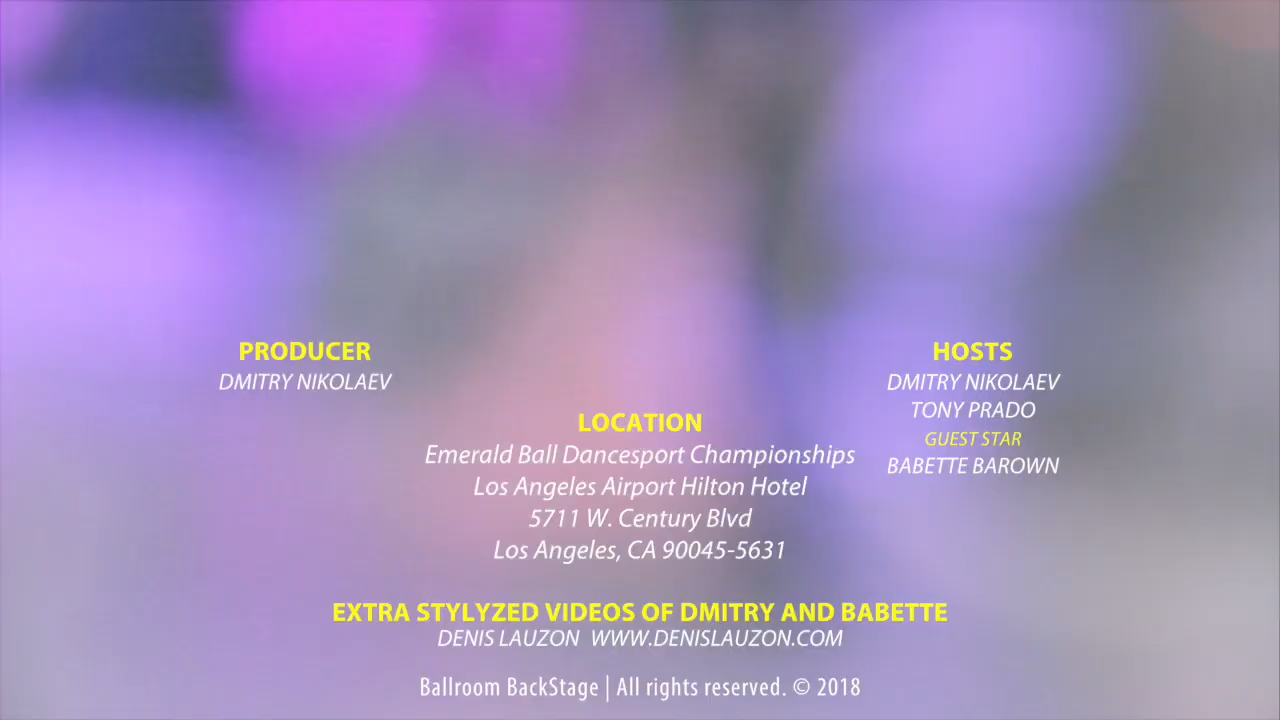 PRODUCER
DMITRY NIKOLAEV
HOSTS
DMITRY NIKOLAEV
TONY PRADO
GUEST STAR
BABETTE BAROWN
LOCATION
Emerald Ball Dancesport Championships
Los Angeles Airport Hilton Hotel
5711 W. Century Blvd
Los Angeles, CA 90045-5631
EXTRA STYLYZED VIDEOS OF DMITRY AND BABETTE
DENIS LAUZON WWW.DENISLAUZON.COM
Ballroom BackStage | All rights reserved. © 2018